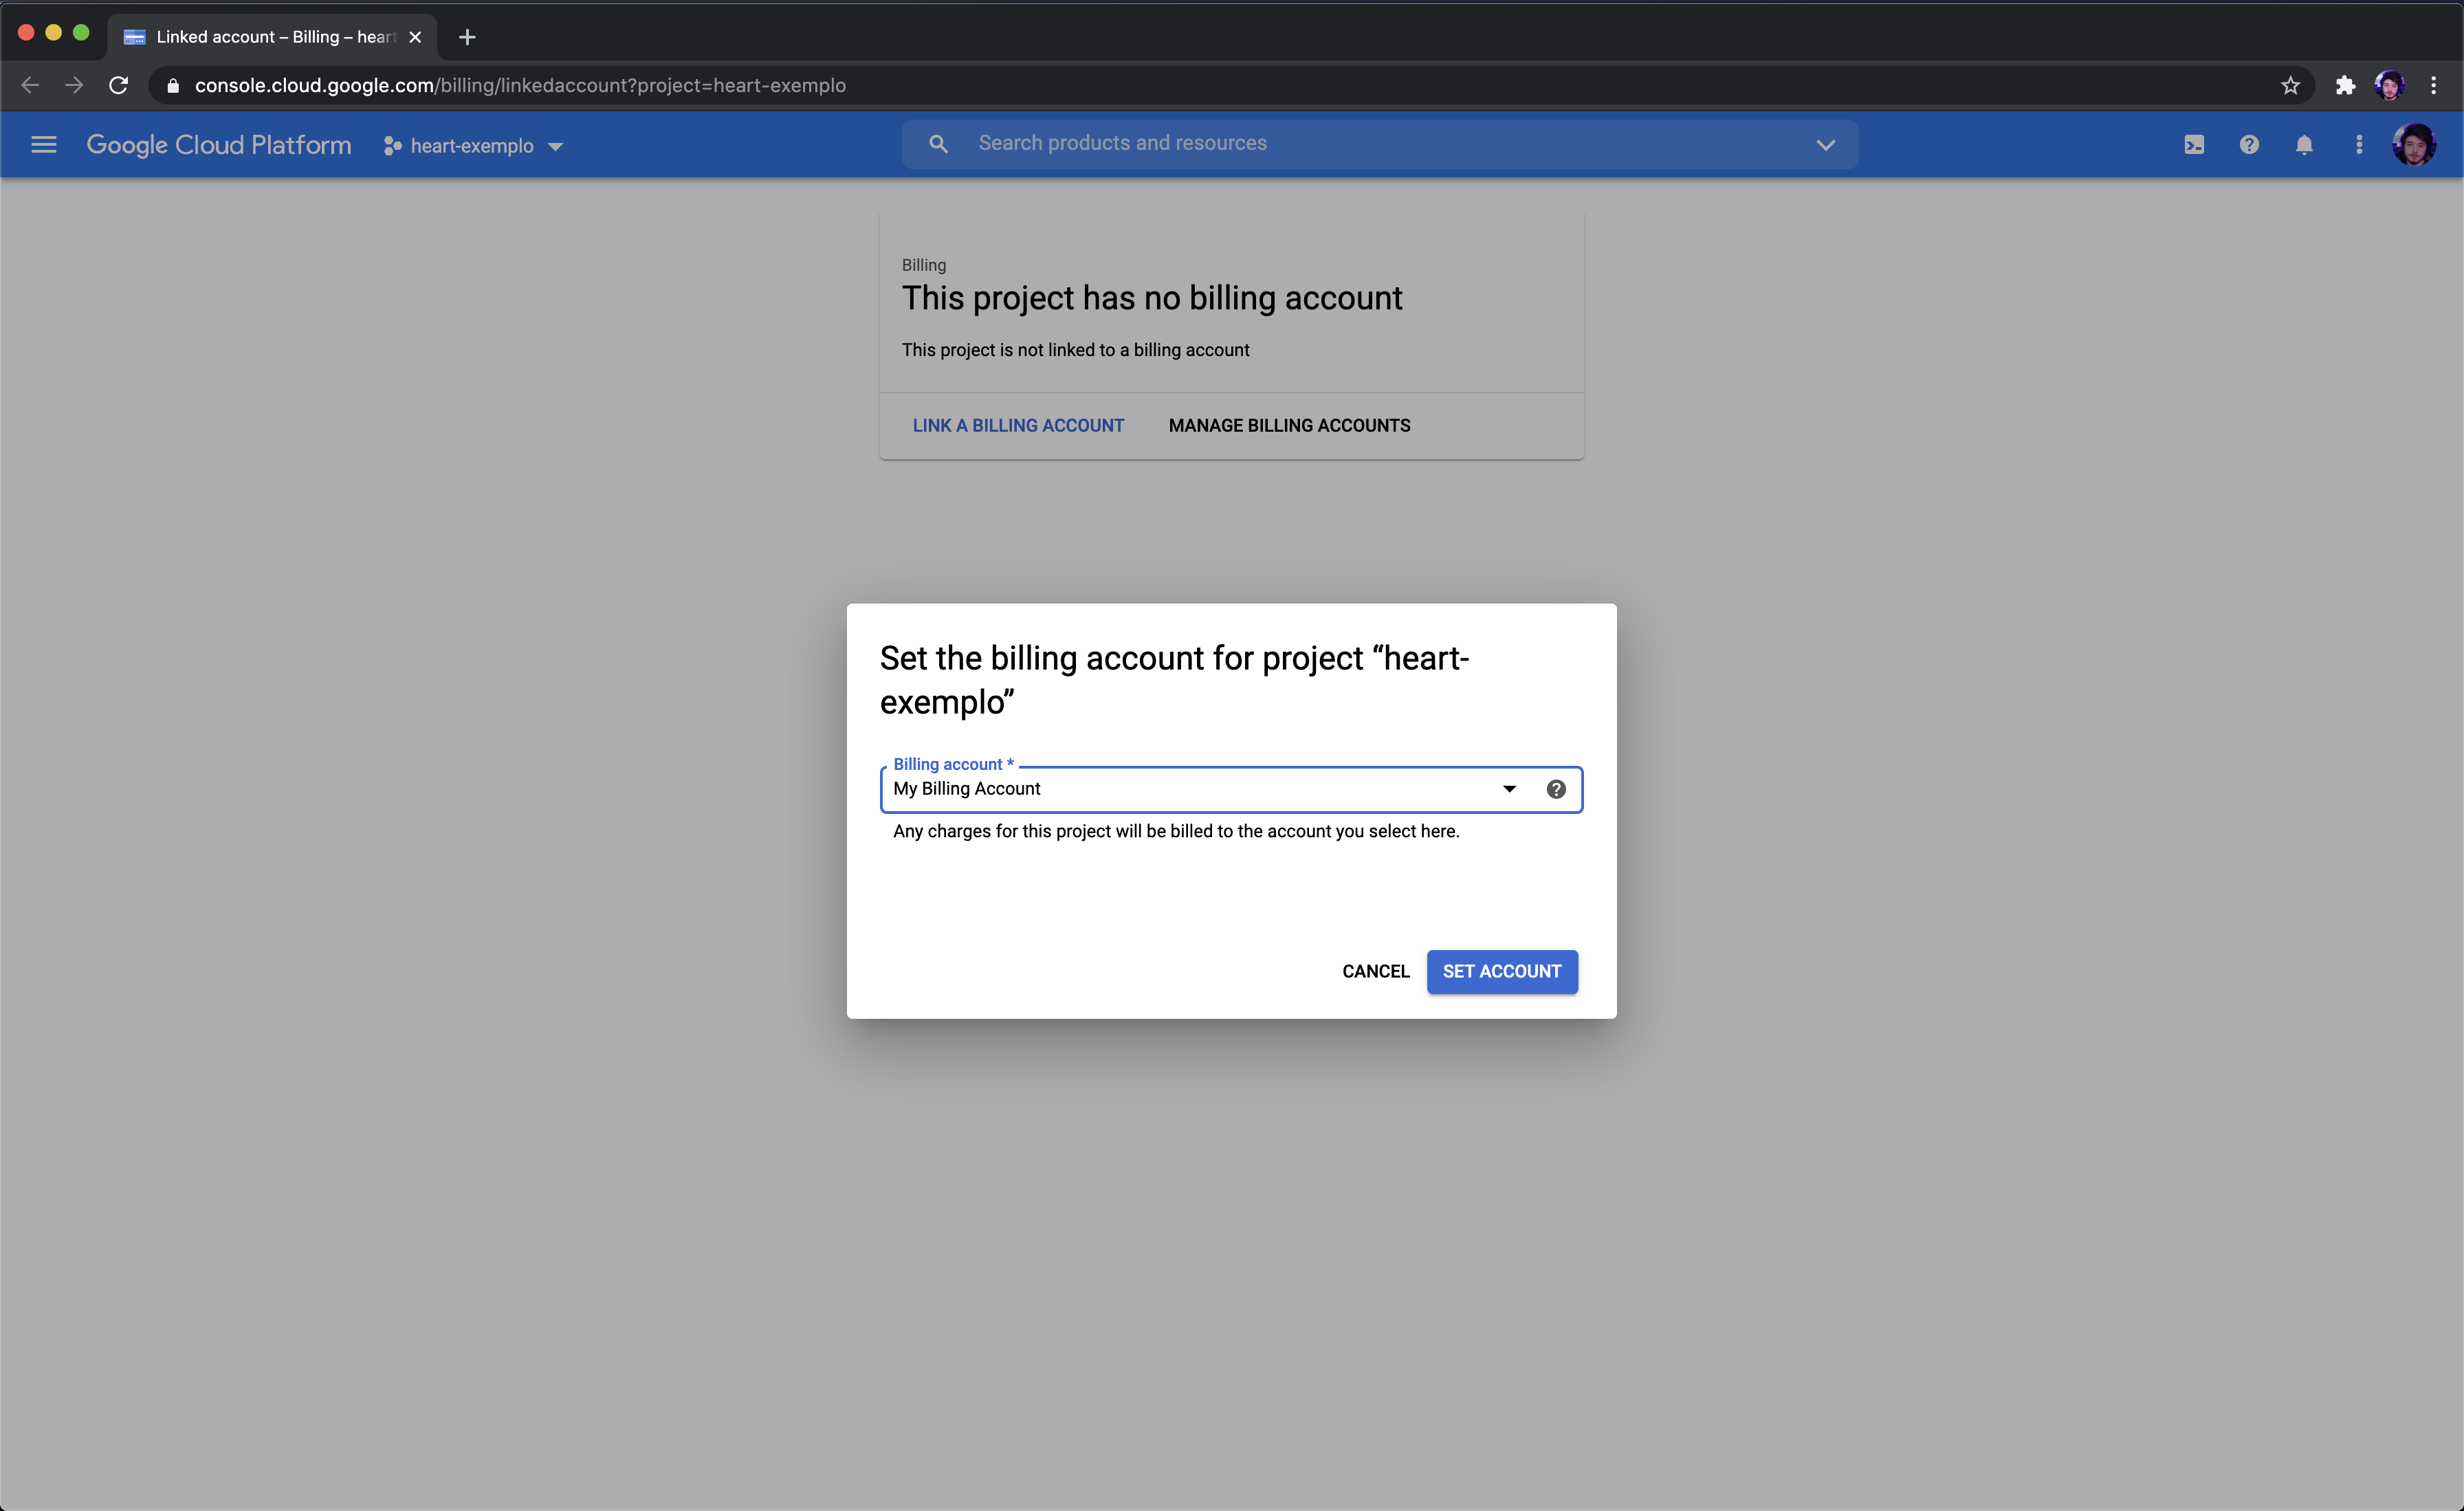 Linked account – Billing – hear
console.cloud.google.com/billing/linkedaccount?project=heart-exemplo
Google Cloud Platform
heart-exemplo
Search products and resources
Billing
This project has no billing account
This project is not linked to a billing account
LINK A BILLING ACCOUNT
MANAGE BILLING ACCOUNTS
Set the billing account for project “heart-
exemplo”
Billing account *
My Billing Account
Any charges for this project will be billed to the account you select here.
CANCEL
SET ACCOUNT